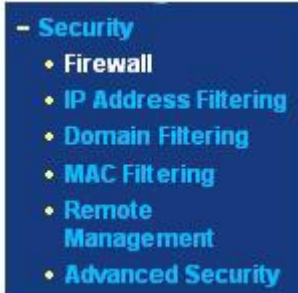 – Security
• Firewall
• IP Address Filtering
• Domain Filtering
• MAC Filtering
• Remote
Management
• Advanced Security